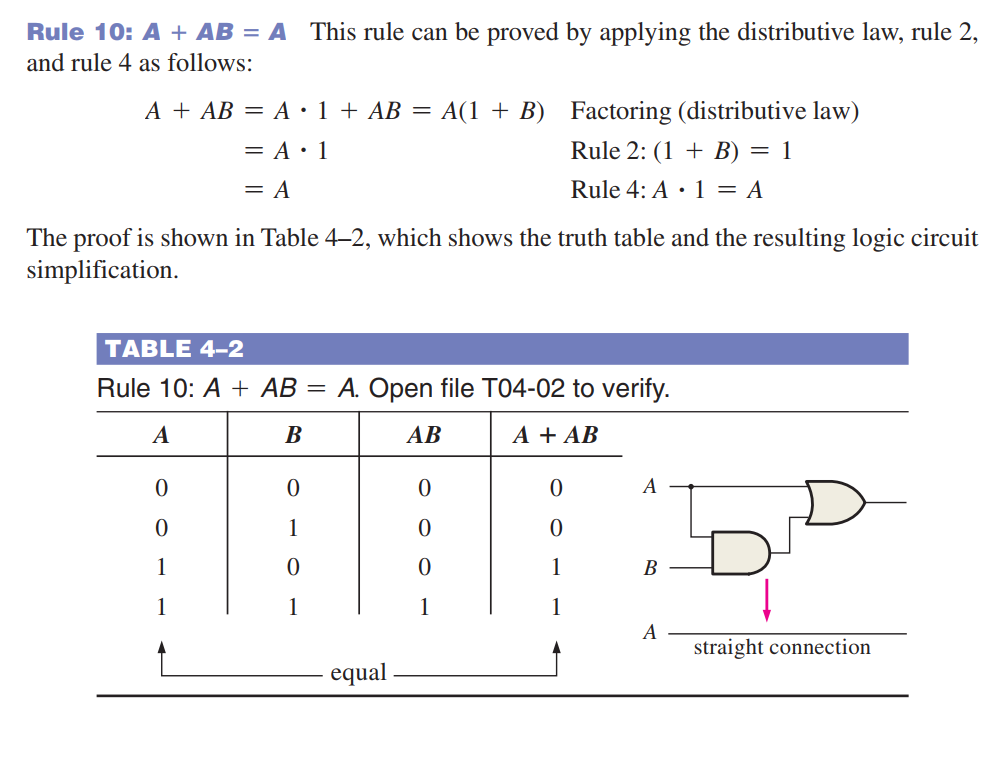 Rule 10: A + AB = A This rule can be proved by applying the distributive law, rule 2,
and rule 4 as follows:
A + AB = A · 1 + AB = A(1 + B) Factoring (distributive law)
= A · 1 Rule 2: (1 + B) = 1
= A Rule 4: A · 1 = A
The proof is shown in Table 4–2, which shows the truth table and the resulting logic circuit
simplification.
TABLE 4–2
Rule 10: A + AB = A. Open file T04-02 to verify.
A B AB A + AB
0 0 0 0
0 1 0 0
1 0 0 1
1 1 1 1
equal
A
B
A
straight connection